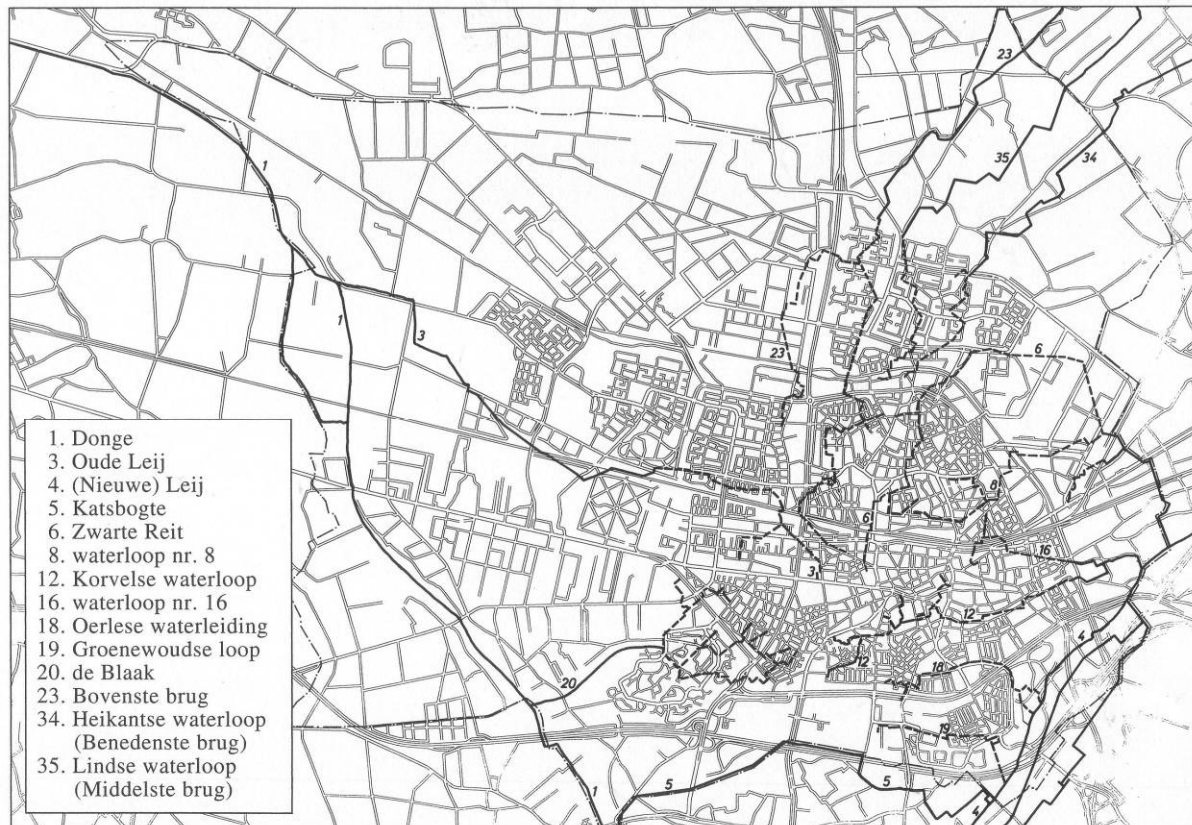 23
35
34
1
1
3
23
6
8
6
16
3
12
4
12
18
20
19
5
5
1
4
1. Donge
3. Oude Leij
4. (Nieuwe) Leij
5. Katsbogte
6. Zwarte Reit
8. waterloop nr. 8
12. Korvelse waterloop
16. waterloop nr. 16
18. Oerlese waterleiding
19. Groenewoudse loop
20. de Blaak
23. Bovenste brug
34. Heikantse waterloop
(Benedenste brug)
35. Lindse waterloop
(Middelste brug)